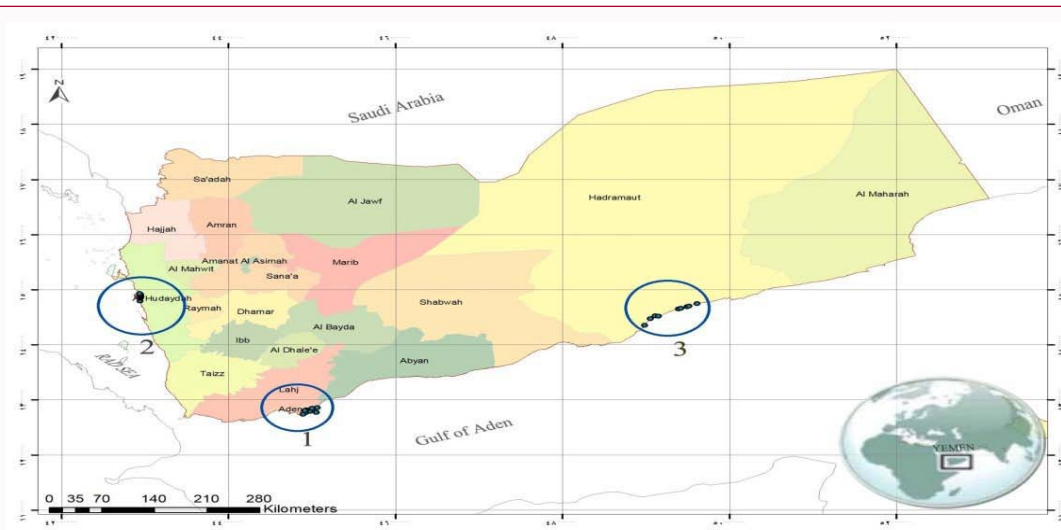 N
Saudi Arabia
Oman
Sa'adah
Al Jawf
Hadramaut
Al Maharah
Hajjah
Amran
Amanat Al Asimah
Marib
Al Mahwit
Sana'a
Hudaydah
Raymah
Dhamar
Shabwah
Al Bayda
Ibb
Al Dhale'e
Abyan
Taizz
Lahj
Aden
2
3
1
Gulf of Aden
YEMEN
0 35 70 140 210 280
Kilometers